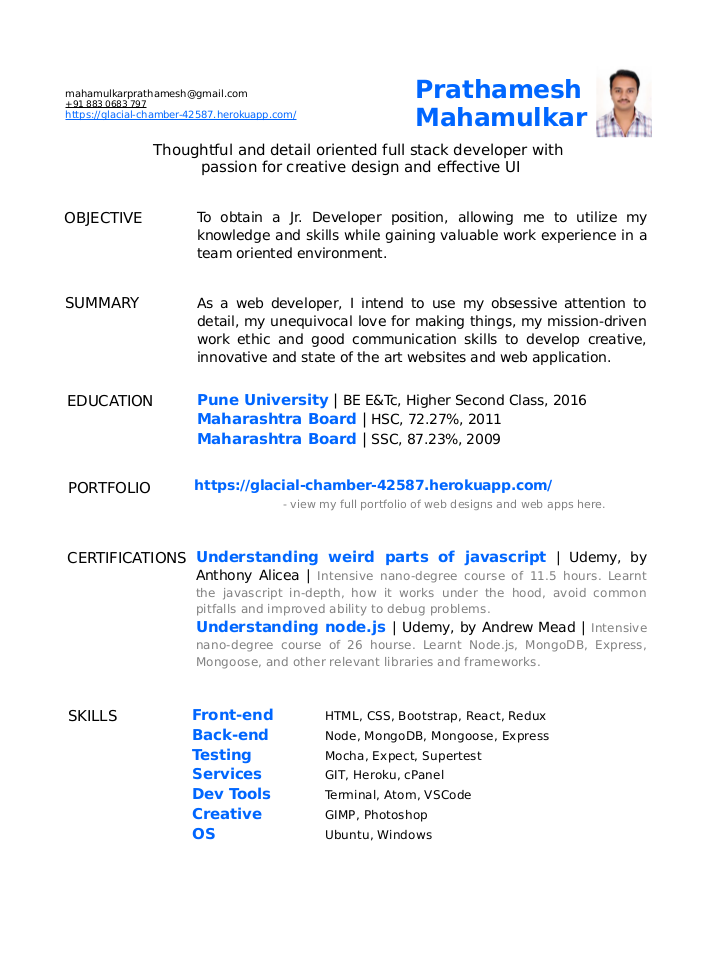 mahamulkarprathamesh@gmail.com
+91 883 0683 797
https://glacial-chamber-42587.herokuapp.com/
Prathamesh
Mahamulkar
Thoughtful and detail oriented full stack developer with
passion for creative design and effective UI
OBJECTIVE
To obtain a Jr. Developer position, allowing me to utilize my
knowledge and skills while gaining valuable work experience in a
team oriented environment.
SUMMARY
As a web developer, I intend to use my obsessive attention to
detail, my unequivocal love for making things, my mission-driven
work ethic and good communication skills to develop creative,
innovative and state of the art websites and web application.
EDUCATION
Pune University | BE E&Tc, Higher Second Class, 2016
Maharashtra Board | HSC, 72.27%, 2011
Maharashtra Board | SSC, 87.23%, 2009
PORTFOLIO
https://glacial-chamber-42587.herokuapp.com/
- view my full portfolio of web designs and web apps here.
CERTIFICATIONS
Understanding weird parts of javascript | Udemy, by
Anthony Alicea | Intensive nano-degree course of 11.5 hours. Learnt
the javascript in-depth, how it works under the hood, avoid common
pitfalls and improved ability to debug problems.
Understanding node.js | Udemy, by Andrew Mead | Intensive
nano-degree course of 26 hourse. Learnt Node.js, MongoDB, Express,
Mongoose, and other relevant libraries and frameworks.
SKILLS
Front-end HTML, CSS, Bootstrap, React, Redux
Back-end Node, MongoDB, Mongoose, Express
Testing Mocha, Expect, Supertest
Services GIT, Heroku, cPanel
Dev Tools Terminal, Atom, VSCode
Creative GIMP, Photoshop
OS Ubuntu, Windows